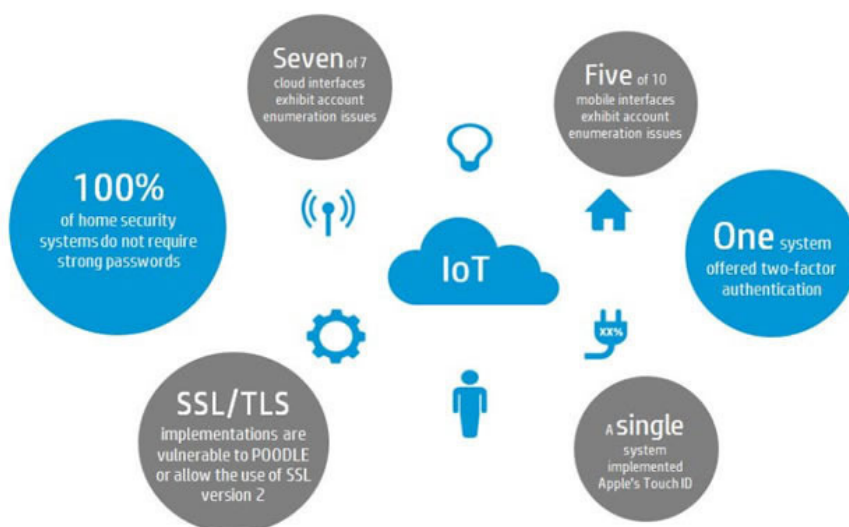 Seven of 7
cloud interfaces
exhibit account
enumeration issues
Five of 10
mobile interfaces
exhibit account
enumeration issues
100%
of home security
systems do not require
strong passwords
IoT
One system
offered two-factor
authentication
XX%
SSL/TLS
implementations are
vulnerable to POODLE
or allow the use of SSL
version 2
A single
system
implemented
Apple's Touch ID